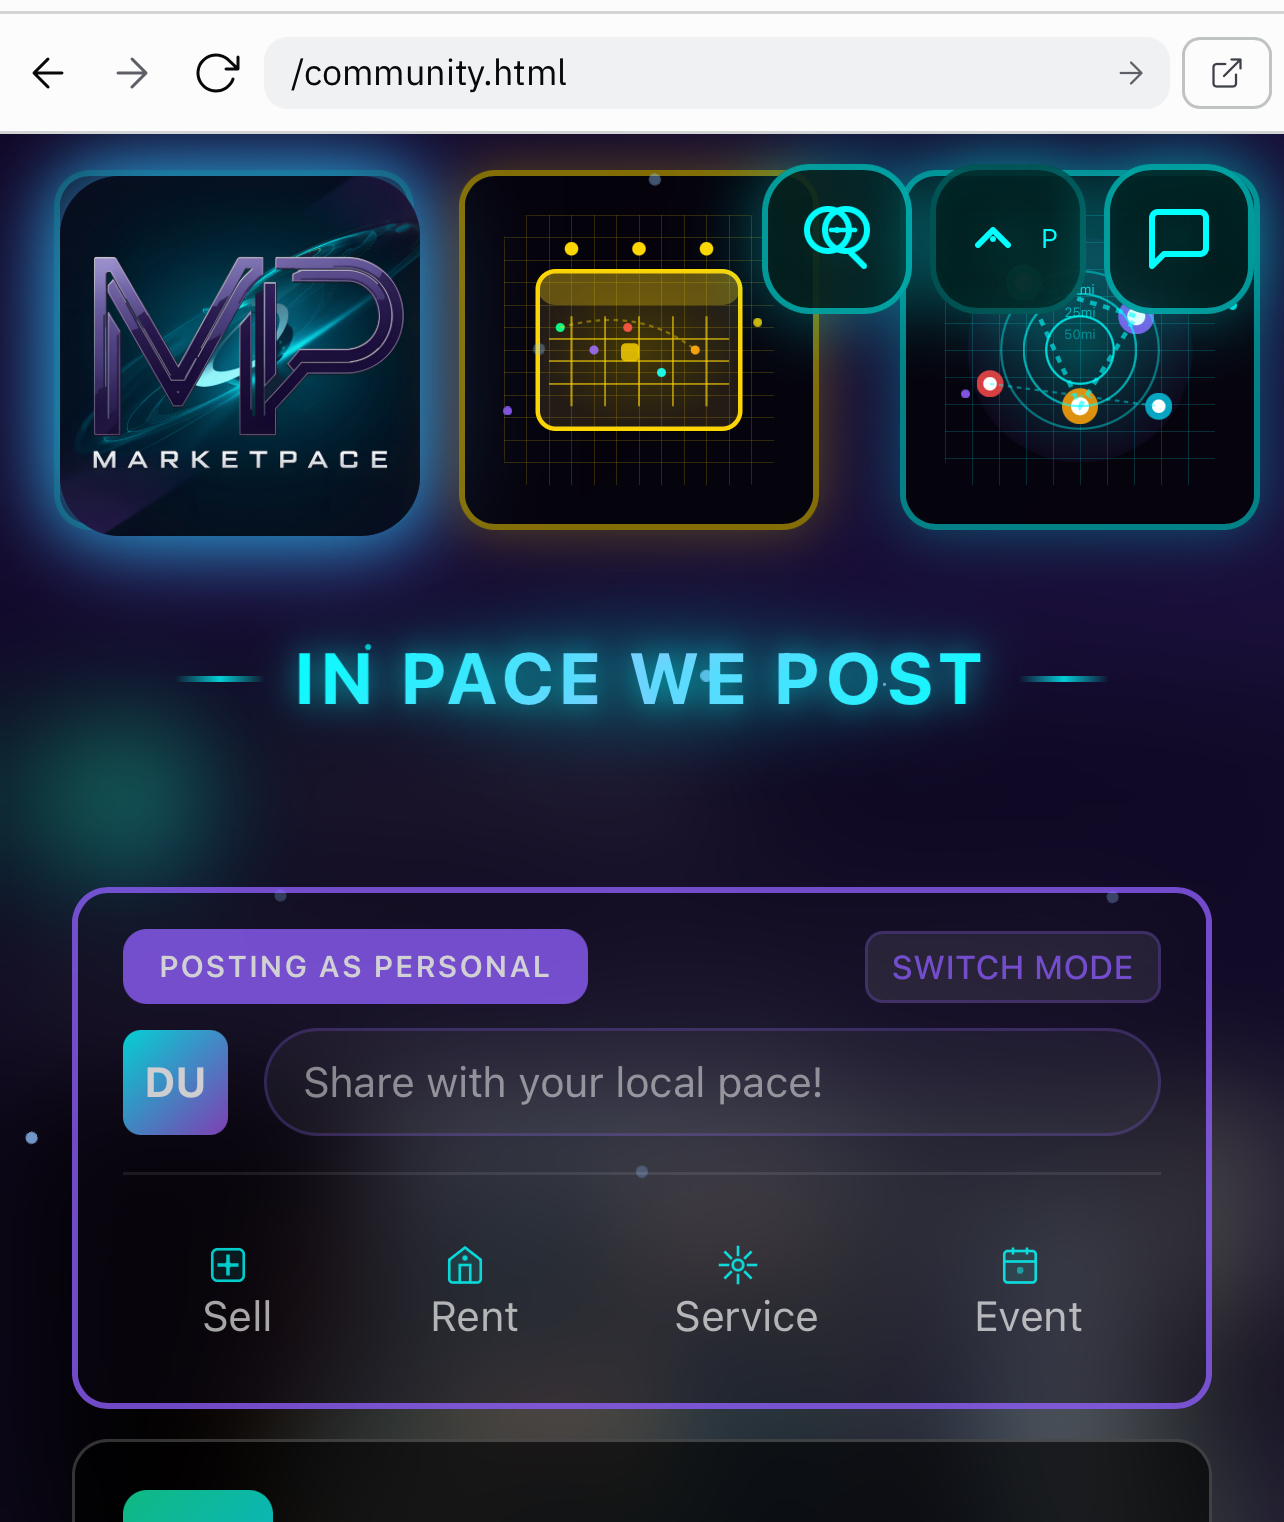 /community.html
MP
MARKETPACE
P
mi
25mi
50mi
IN PACE WE POST
POSTING AS PERSONAL
SWITCH MODE
DU
Share with your local pace!
Sell
Rent
Service
Event